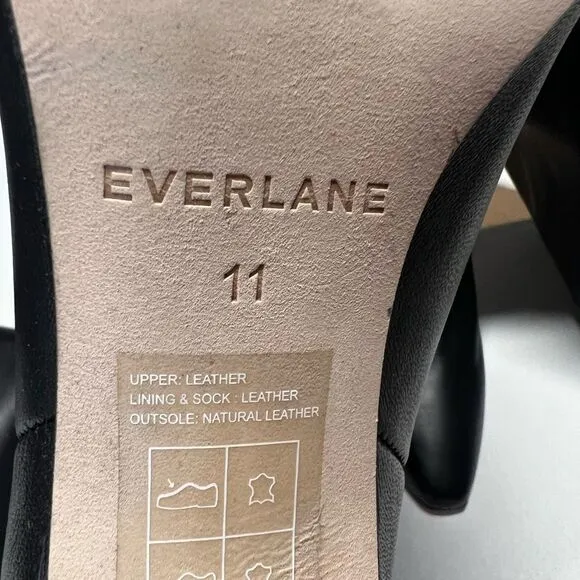 EVERLANE
11
UPPER: LEATHER
LINING & SOCK : LEATHER
OUTSOLE: NATURAL LEATHER